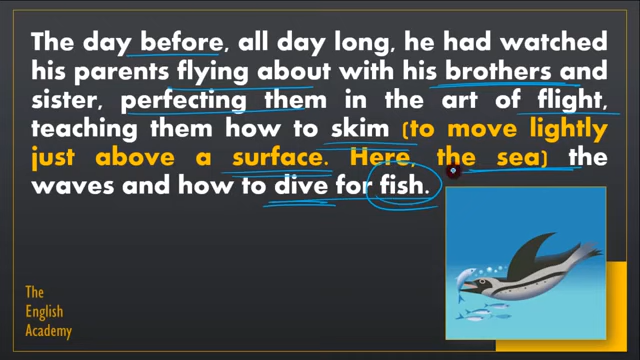 The day before, all day long, he had watched
his parents flying about with his brothers and
sister, perfecting them in the art of flight,
teaching them how to skim (to move lightly
just above a surface. Here, the sea) the
waves and how to dive for fish.
The
English
Academy